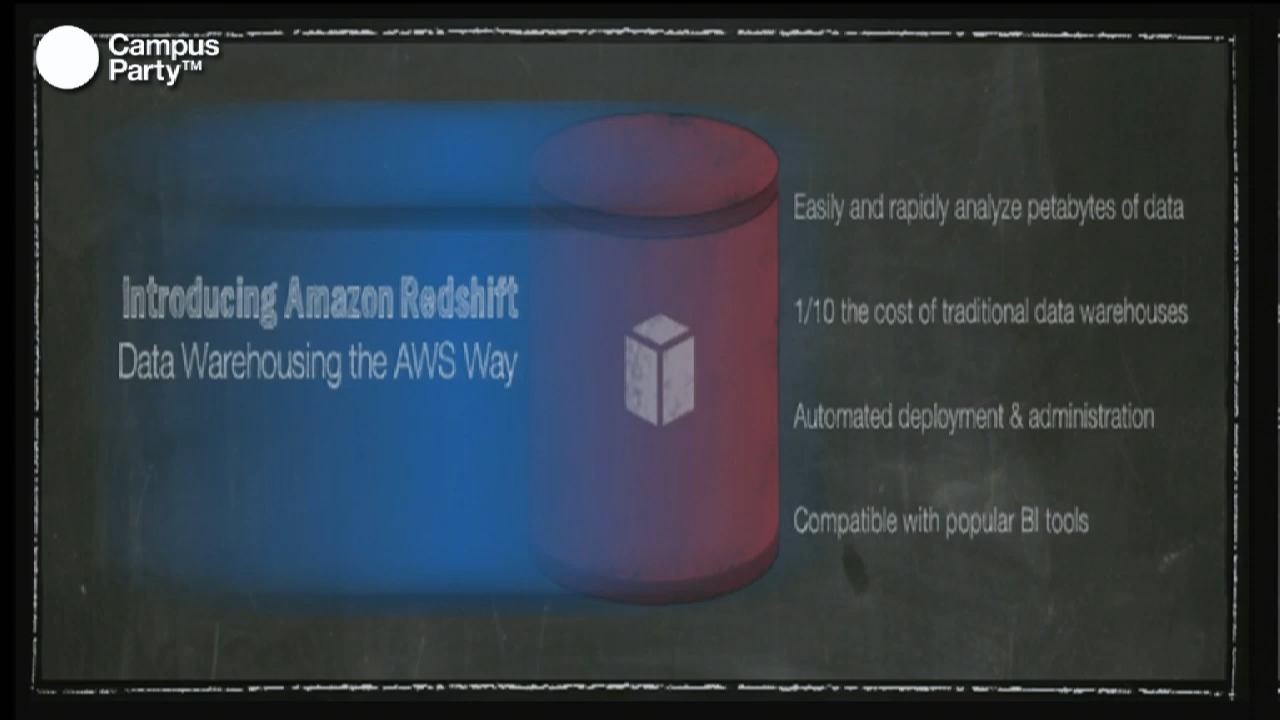 Campus
Party™
Introducing Amazon Redshift
Data Warehousing the AWS Way
Easily and rapidly analyze petabytes of data
1/10 the cost of traditional data warehouses
Automated deployment & administration
Compatible with popular BI tools